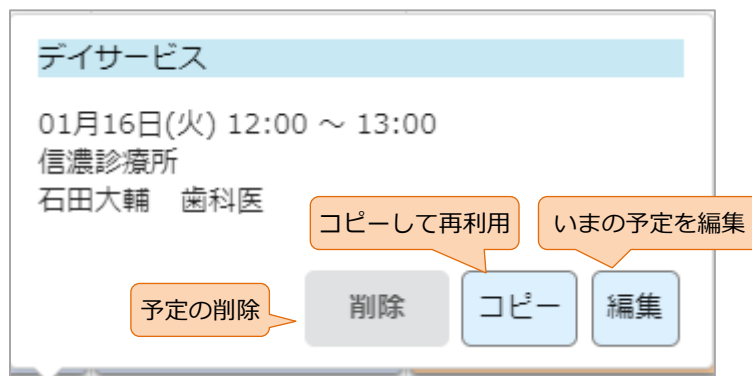 デイサービス
01月16日(火) 12:00 ～ 13:00
信濃診療所
石田大輔　歯科医
コピーして再利用
いまの予定を編集
予定の削除
削除
コピー
編集